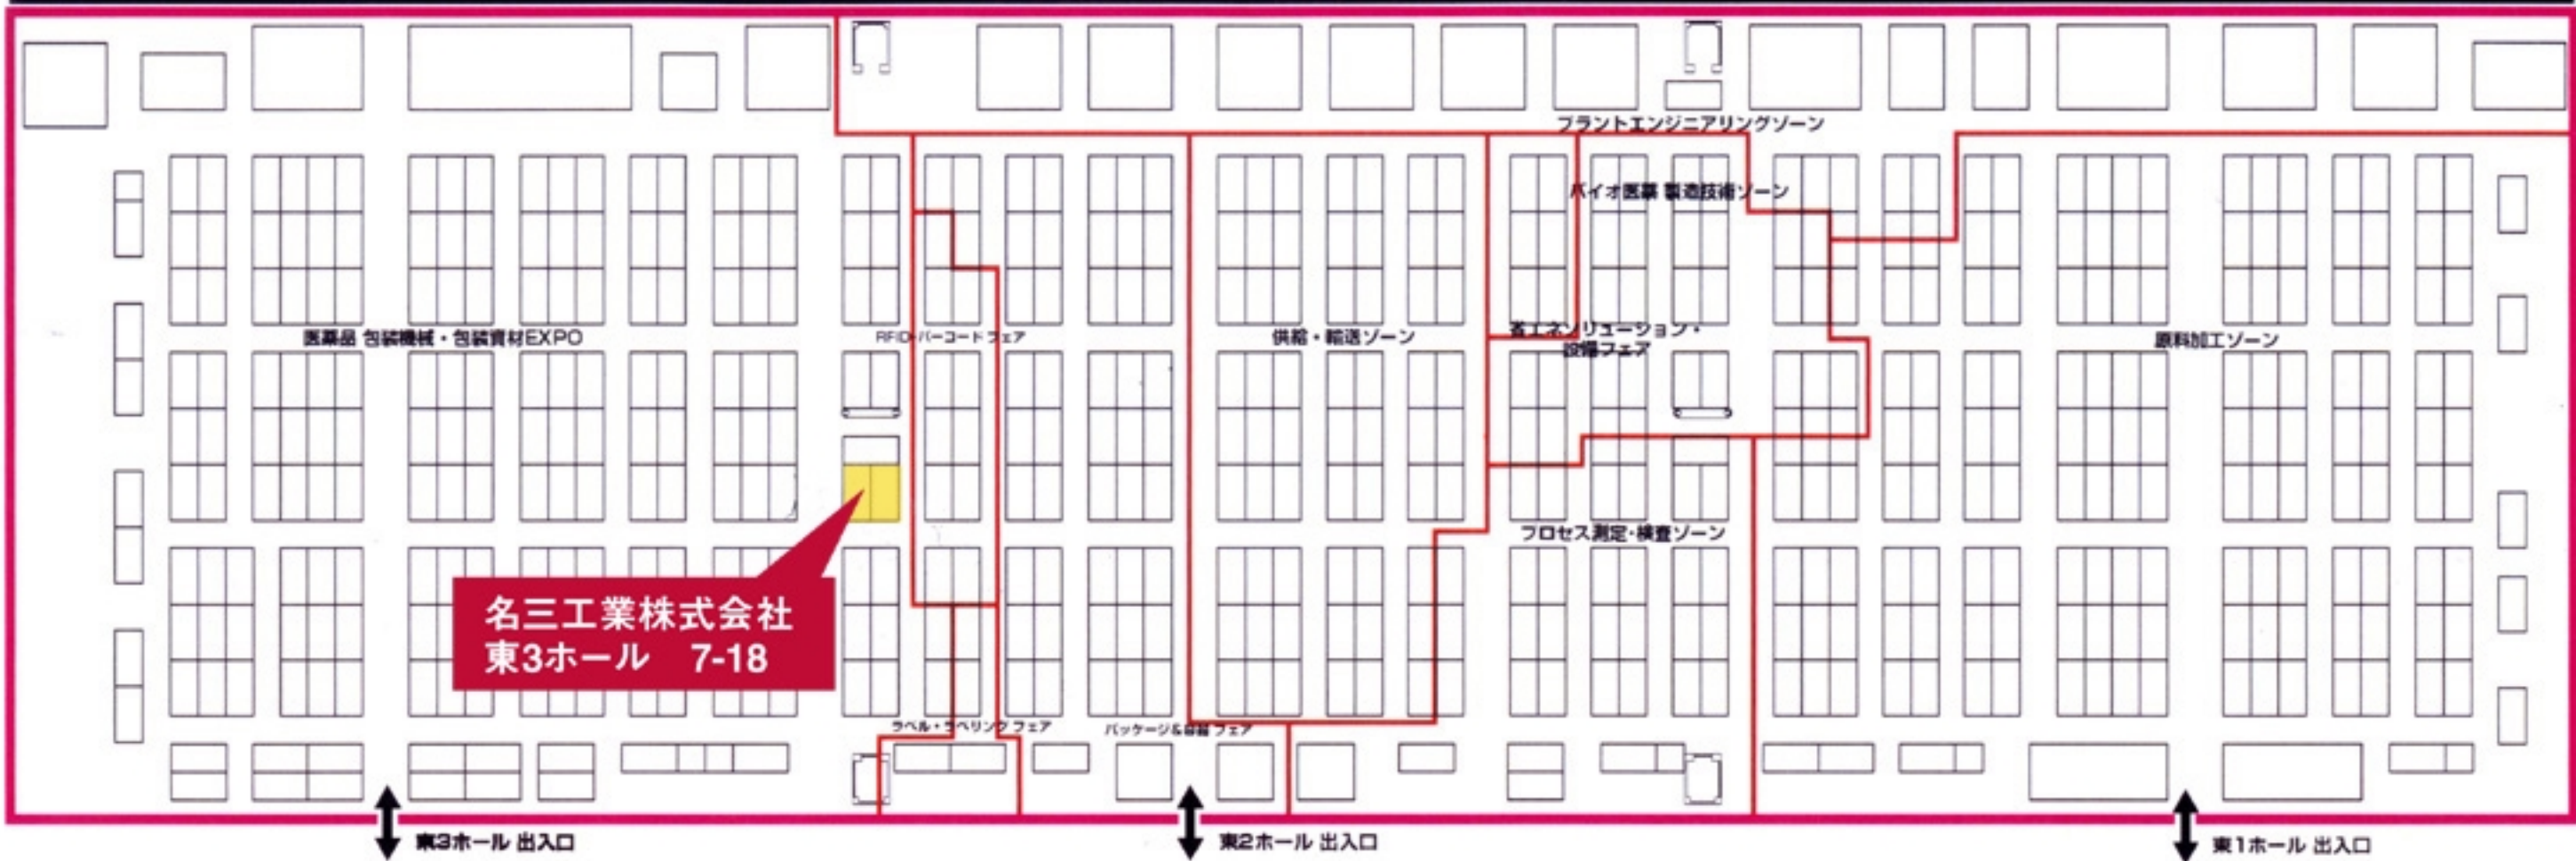 プラントエンジニアリングゾーン
バイオ医薬 製造技術ゾーン
医薬品 包装機械・包装資材EXPO
RFID・バーコード フェア
供給・輸送ゾーン
省エネソリューション・
設備フェア
原料加工ゾーン
プロセス測定・検査ゾーン
名三工業株式会社
東3ホール 7-18
ラベル・ラベリング フェア
パッケージ&容器 フェア
東3ホール 出入口
東2ホール 出入口
東1ホール 出入口